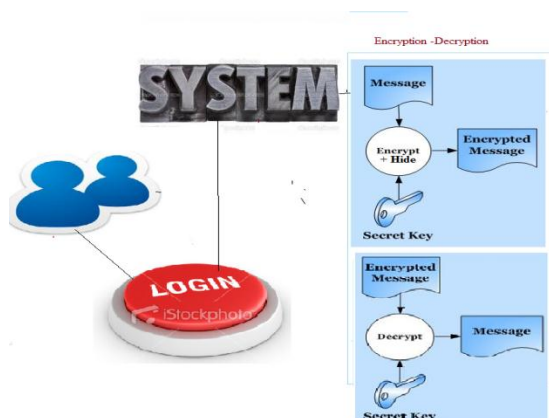 Encryption -Decryption
SYSTEM
Message
Encrypt
+ Hide
Encrypted
Message
Secret Key
LOGIN
iStockphoto
Encrypted
Message
Decrypt
Message
Secret Key